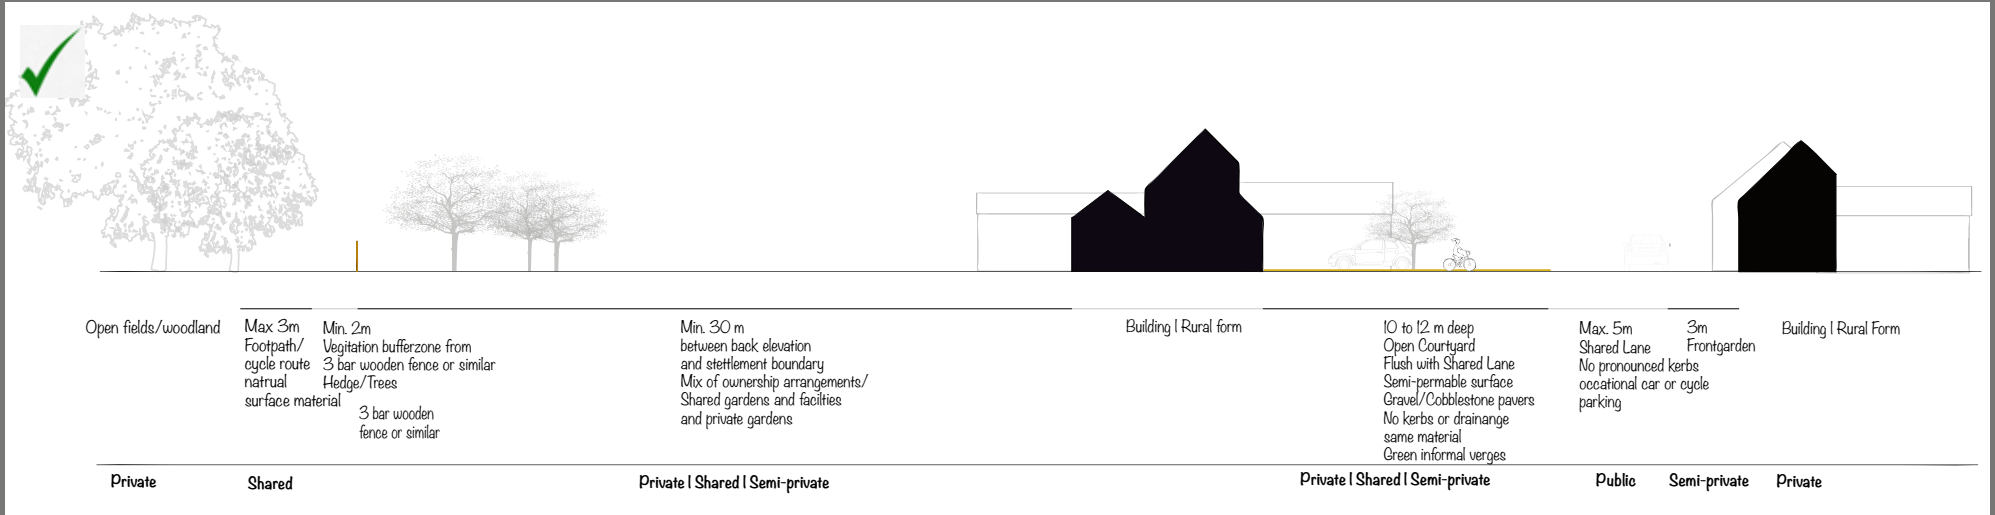 Open fields/woodland
Max 3m
Footpath/
cycle route
natrual
surface material
Min. 2m
Vegitation bufferzone from
3 bar wooden fence or similar
Hedge/Trees
3 bar wooden
fence or similar
Min. 30 m
between back elevation
and stettlement boundary
Mix of ownership arrangements/
Shared gardens and facilties
and private gardens
Building | Rural form
10 to 12 m deep
Open Courtyard
Flush with Shared Lane
Semi-permable surface
Gravel/Cobblestone pavers
No kerbs or drainange
same material
Green informal verges
Max. 5m
Shared Lane
No pronounced kerbs
occational car or cycle
parking
3m
Frontgarden
Building | Rural Form
Private
Shared
Private | Shared | Semi-private
Private | Shared | Semi-private
Public
Semi-private
Private